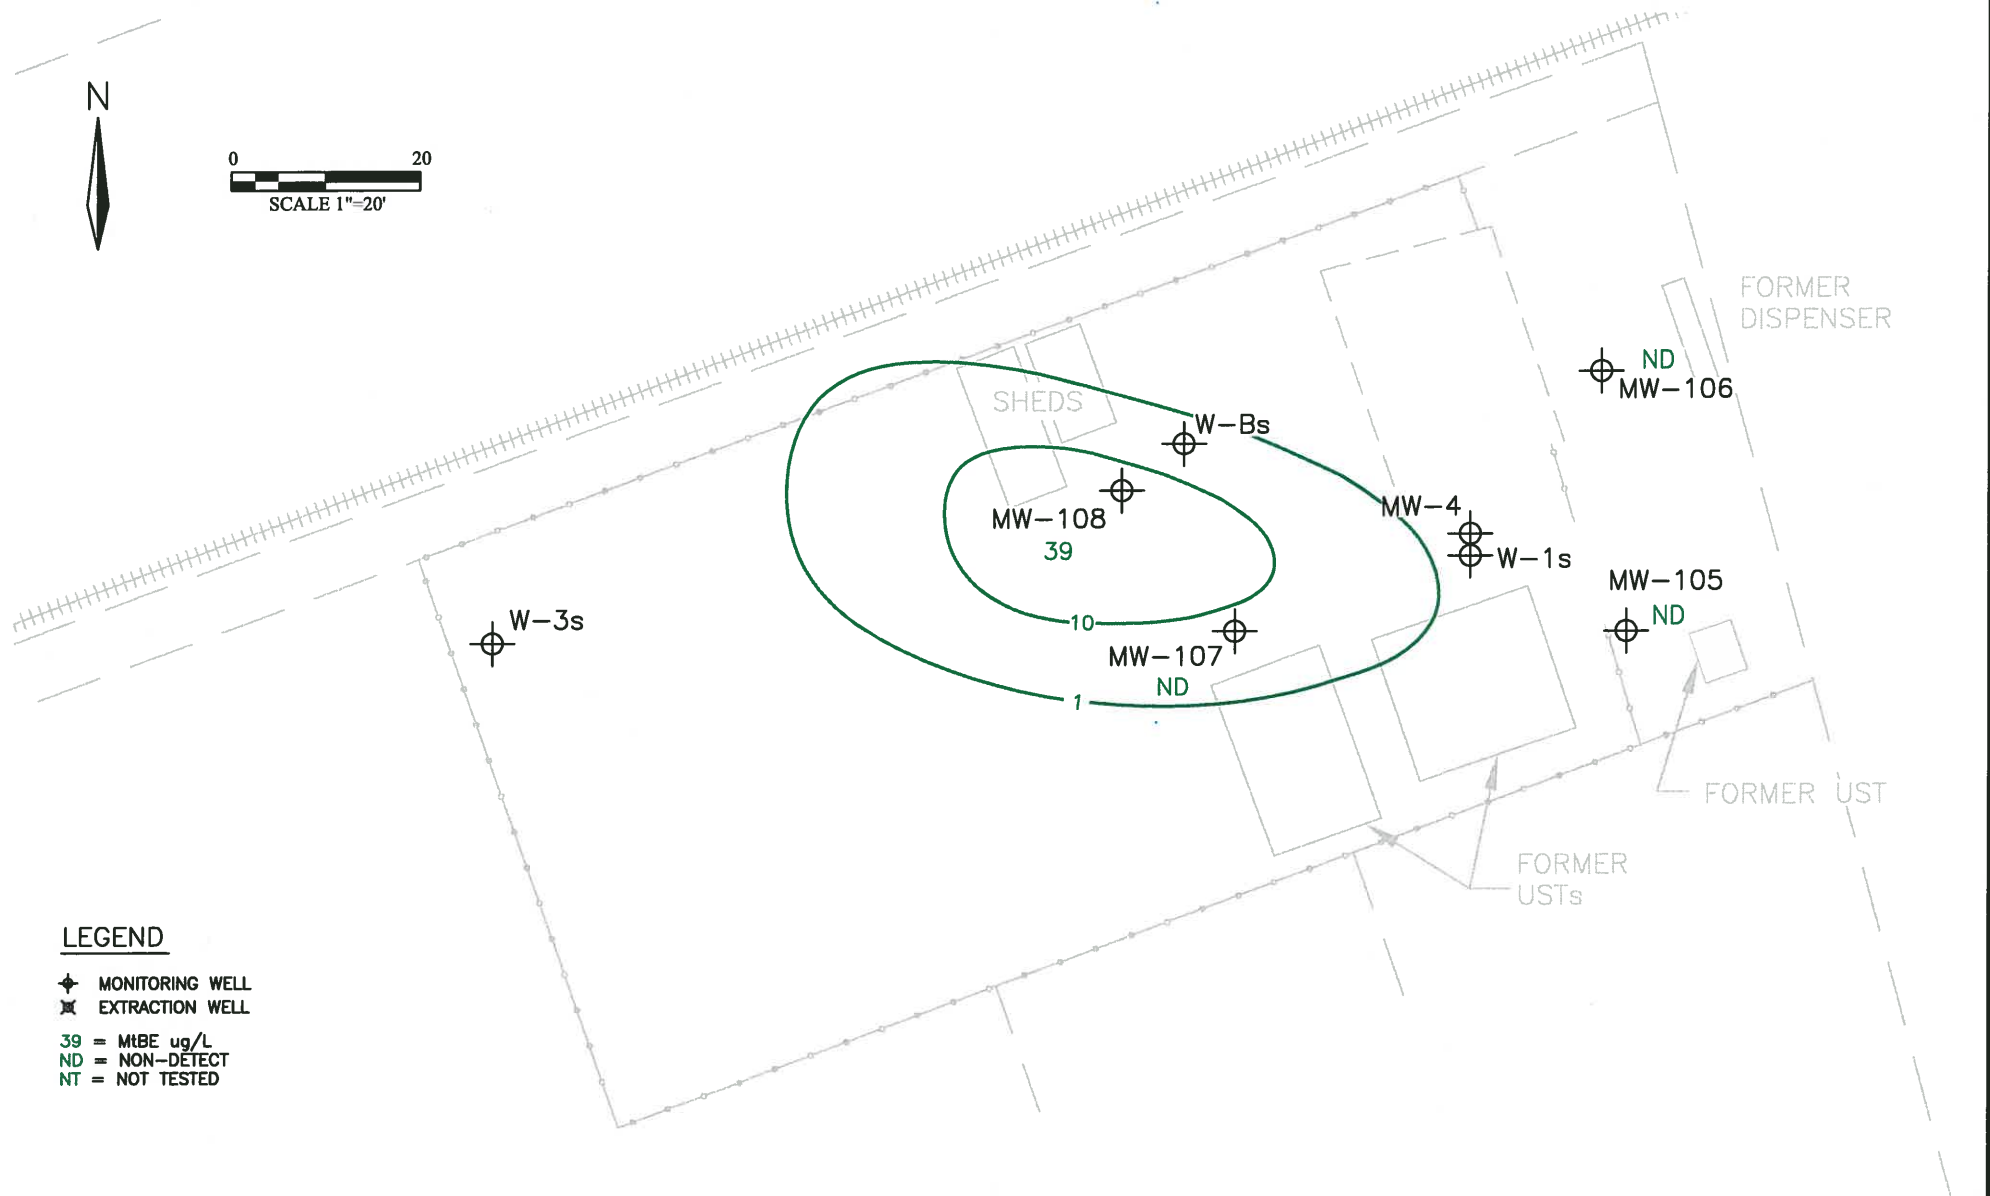 N
0 20
SCALE 1"=20'
FORMER
DISPENSER
ND
MW-106
SHEDS
W-Bs
MW-4
MW-108
39
W-1s
MW-105
ND
W-3s
10
MW-107
ND
1
FORMER UST
FORMER
USTs
LEGEND
MONITORING WELL
EXTRACTION WELL
39 = MtBE ug/L
ND = NON-DETECT
NT = NOT TESTED